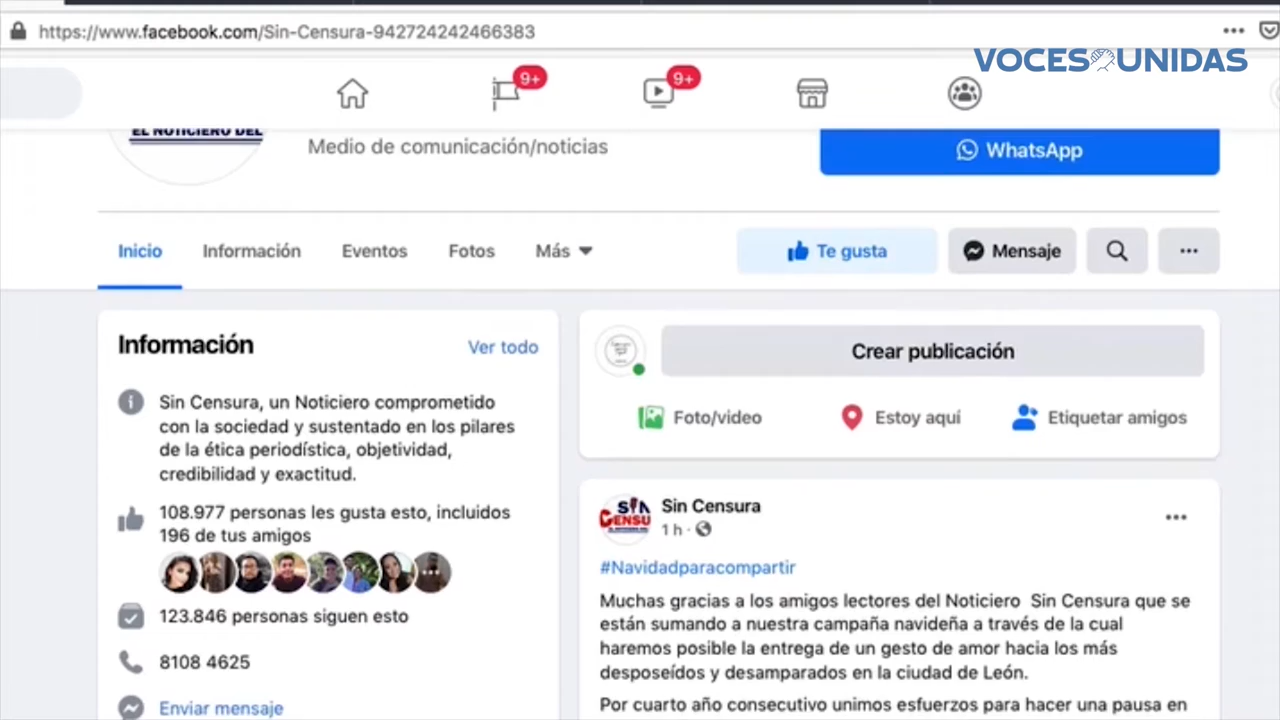 https://www.facebook.com/Sin-Censura-942724242466383
VOCES UNIDAS
9+
9+
EL NOTICIERO DEL
Medio de comunicación/noticias
WhatsApp
Inicio
Información
Eventos
Fotos
Más
Te gusta
Mensaje
Información
Ver todo
Sin Censura, un Noticiero comprometido
con la sociedad y sustentado en los pilares
de la ética periodística, objetividad,
credibilidad y exactitud.
108.977 personas les gusta esto, incluidos
196 de tus amigos
123.846 personas siguen esto
8108 4625
Enviar mensaje
Crear publicación
Foto/video
Estoy aquí
Etiquetar amigos
Sin Censura
1 h ·
#Navidadparacompartir
Muchas gracias a los amigos lectores del Noticiero Sin Censura que se
están sumando a nuestra campaña navideña a través de la cual
haremos posible la entrega de un gesto de amor hacia los más
desposeídos y desamparados en la ciudad de León.
Por cuarto año consecutivo unimos esfuerzos para hacer una pausa en